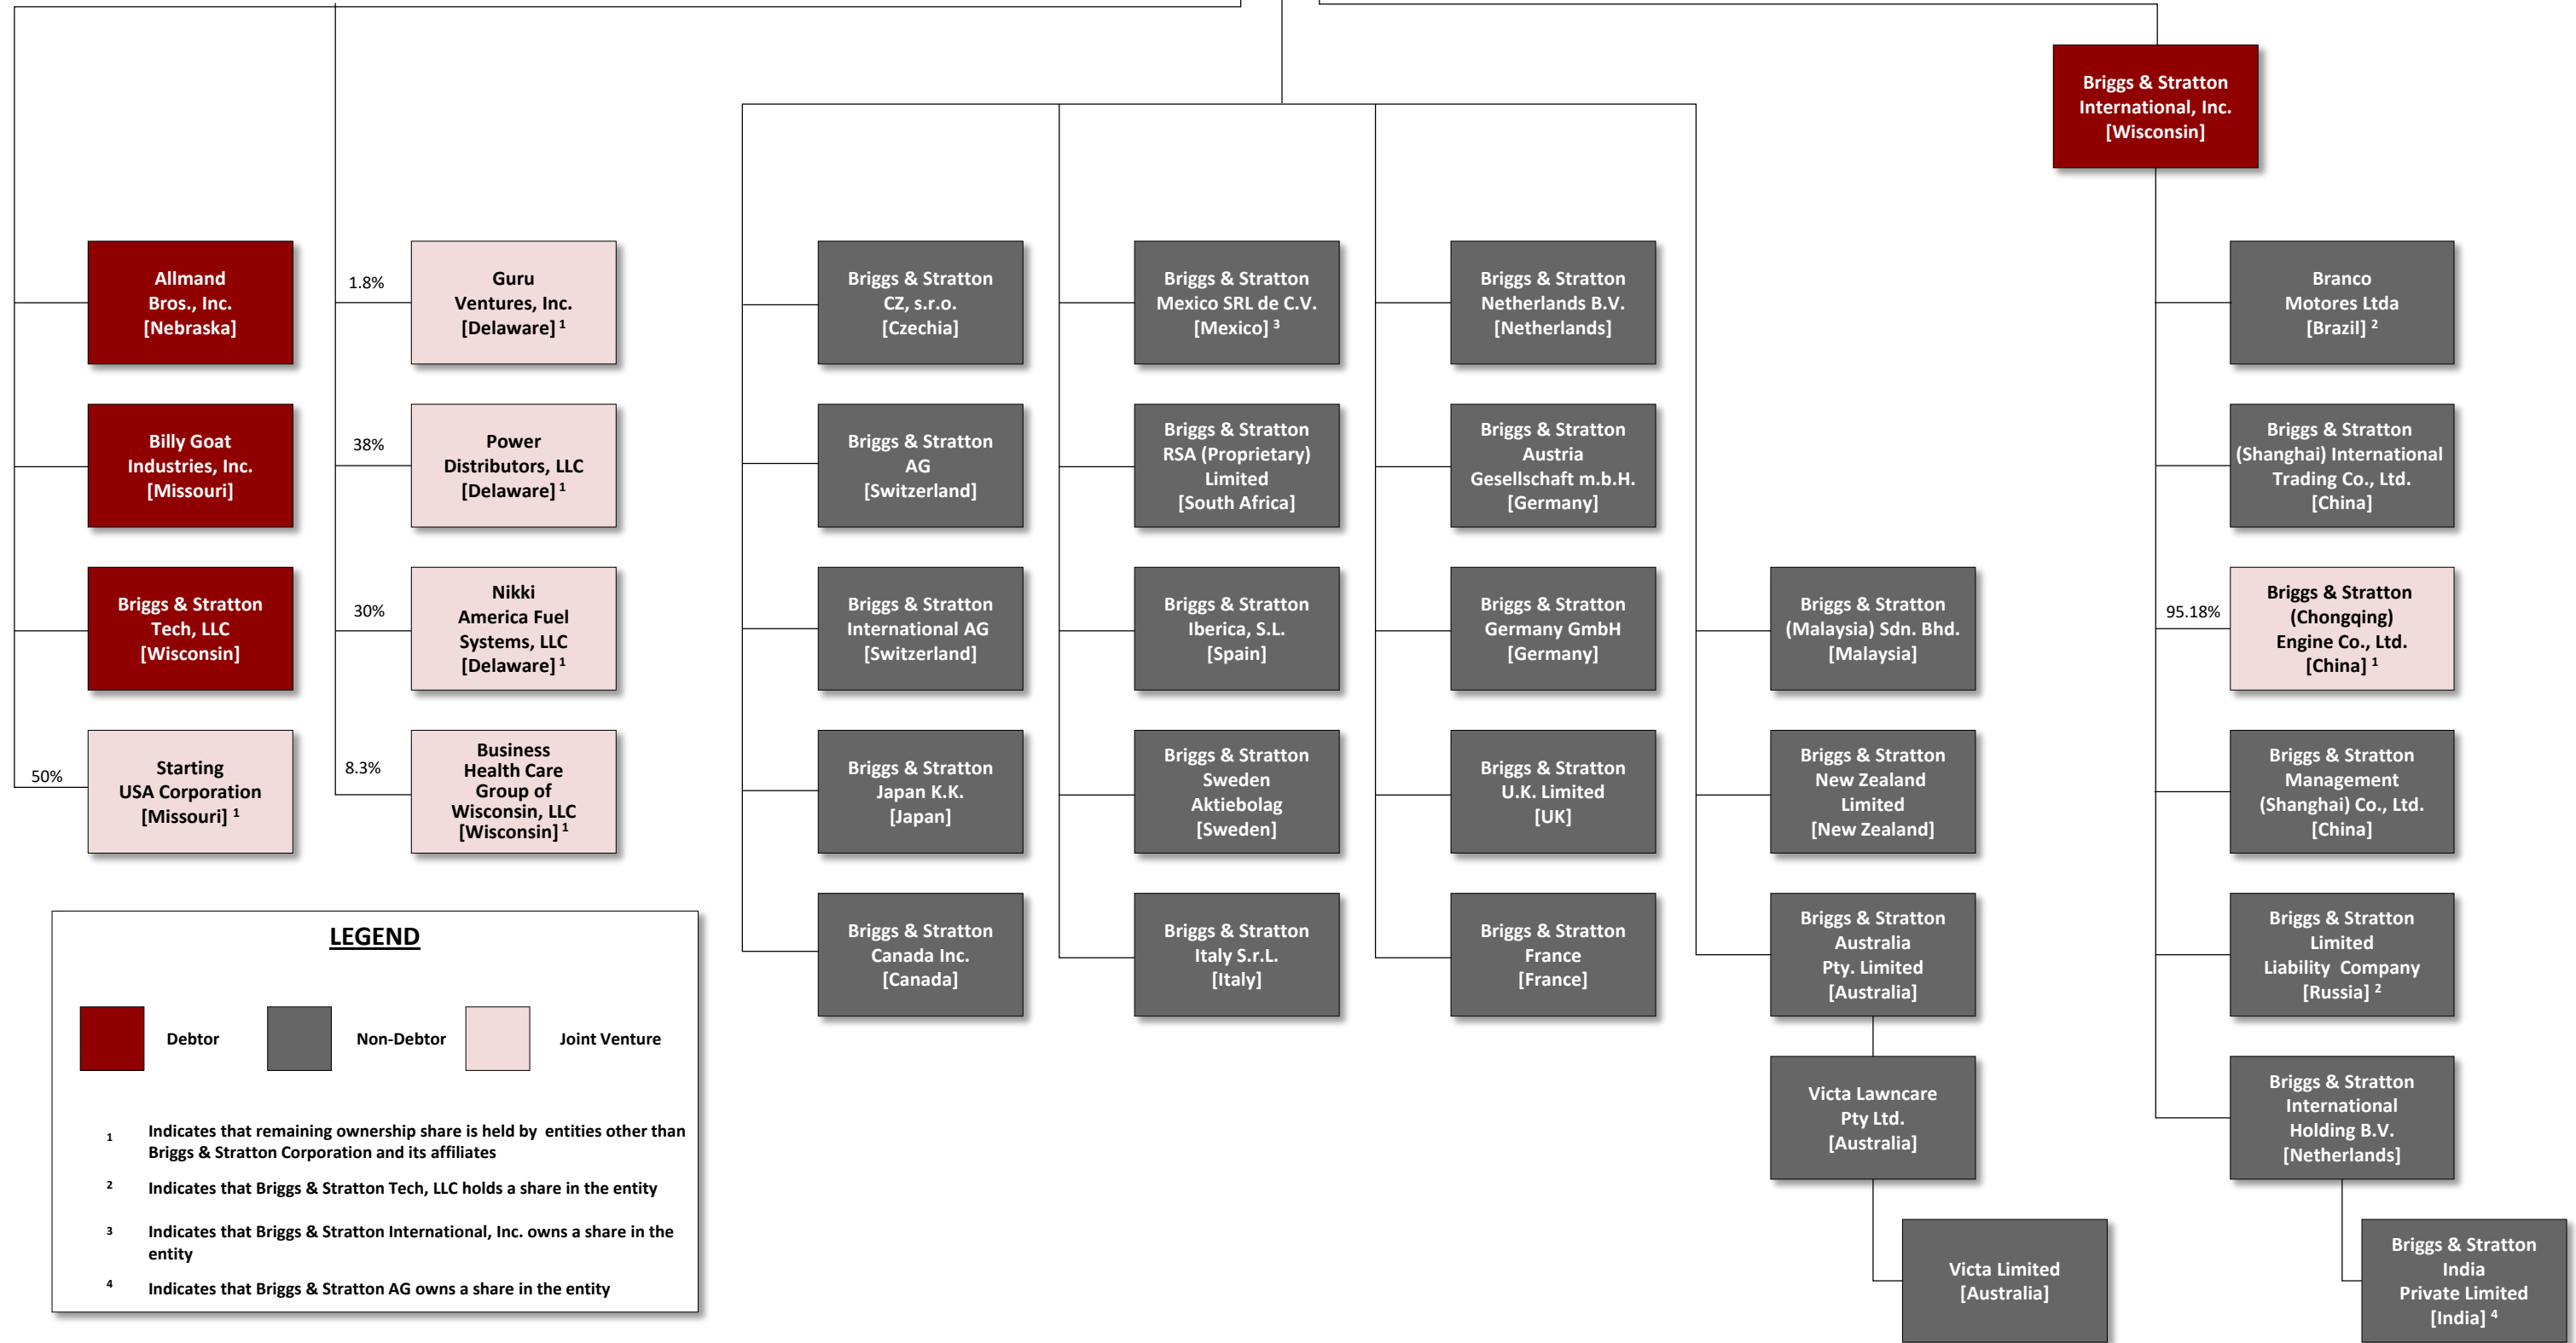 Briggs & Stratton
International, Inc.
[Wisconsin]
Allmand
Bros., Inc.
[Nebraska]
1.8%
Guru
Ventures, Inc.
[Delaware] 1
Briggs & Stratton
CZ, s.r.o.
[Czechia]
Briggs & Stratton
Mexico SRL de C.V.
[Mexico] 3
Briggs & Stratton
Netherlands B.V.
[Netherlands]
Branco
Motores Ltda
[Brazil] 2
Billy Goat
Industries, Inc.
[Missouri]
38%
Power
Distributors, LLC
[Delaware] 1
Briggs & Stratton
AG
[Switzerland]
Briggs & Stratton
RSA (Proprietary)
Limited
[South Africa]
Briggs & Stratton
Austria
Gesellschaft m.b.H.
[Germany]
Briggs & Stratton
(Shanghai) International
Trading Co., Ltd.
[China]
Briggs & Stratton
Tech, LLC
[Wisconsin]
30%
Nikki
America Fuel
Systems, LLC
[Delaware] 1
Briggs & Stratton
International AG
[Switzerland]
Briggs & Stratton
Iberica, S.L.
[Spain]
Briggs & Stratton
Germany GmbH
[Germany]
Briggs & Stratton
(Malaysia) Sdn. Bhd.
[Malaysia]
95.18%
Briggs & Stratton
(Chongqing)
Engine Co., Ltd.
[China] 1
50%
Starting
USA Corporation
[Missouri] 1
8.3%
Business
Health Care
Group of
Wisconsin, LLC
[Wisconsin] 1
Briggs & Stratton
Japan K.K.
[Japan]
Briggs & Stratton
Sweden
Aktiebolag
[Sweden]
Briggs & Stratton
U.K. Limited
[UK]
Briggs & Stratton
New Zealand
Limited
[New Zealand]
Briggs & Stratton
Management
(Shanghai) Co., Ltd.
[China]
Briggs & Stratton
Canada Inc.
[Canada]
Briggs & Stratton
Italy S.r.L.
[Italy]
Briggs & Stratton
France
[France]
Briggs & Stratton
Australia
Pty. Limited
[Australia]
Briggs & Stratton
Limited
Liability Company
[Russia] 2
Victa Lawncare
Pty Ltd.
[Australia]
Briggs & Stratton
International
Holding B.V.
[Netherlands]
Victa Limited
[Australia]
Briggs & Stratton
India
Private Limited
[India] 4
LEGEND
Debtor
Non-Debtor
Joint Venture
1 Indicates that remaining ownership share is held by entities other than
Briggs & Stratton Corporation and its affiliates
2 Indicates that Briggs & Stratton Tech, LLC holds a share in the entity
3 Indicates that Briggs & Stratton International, Inc. owns a share in the
entity
4 Indicates that Briggs & Stratton AG owns a share in the entity